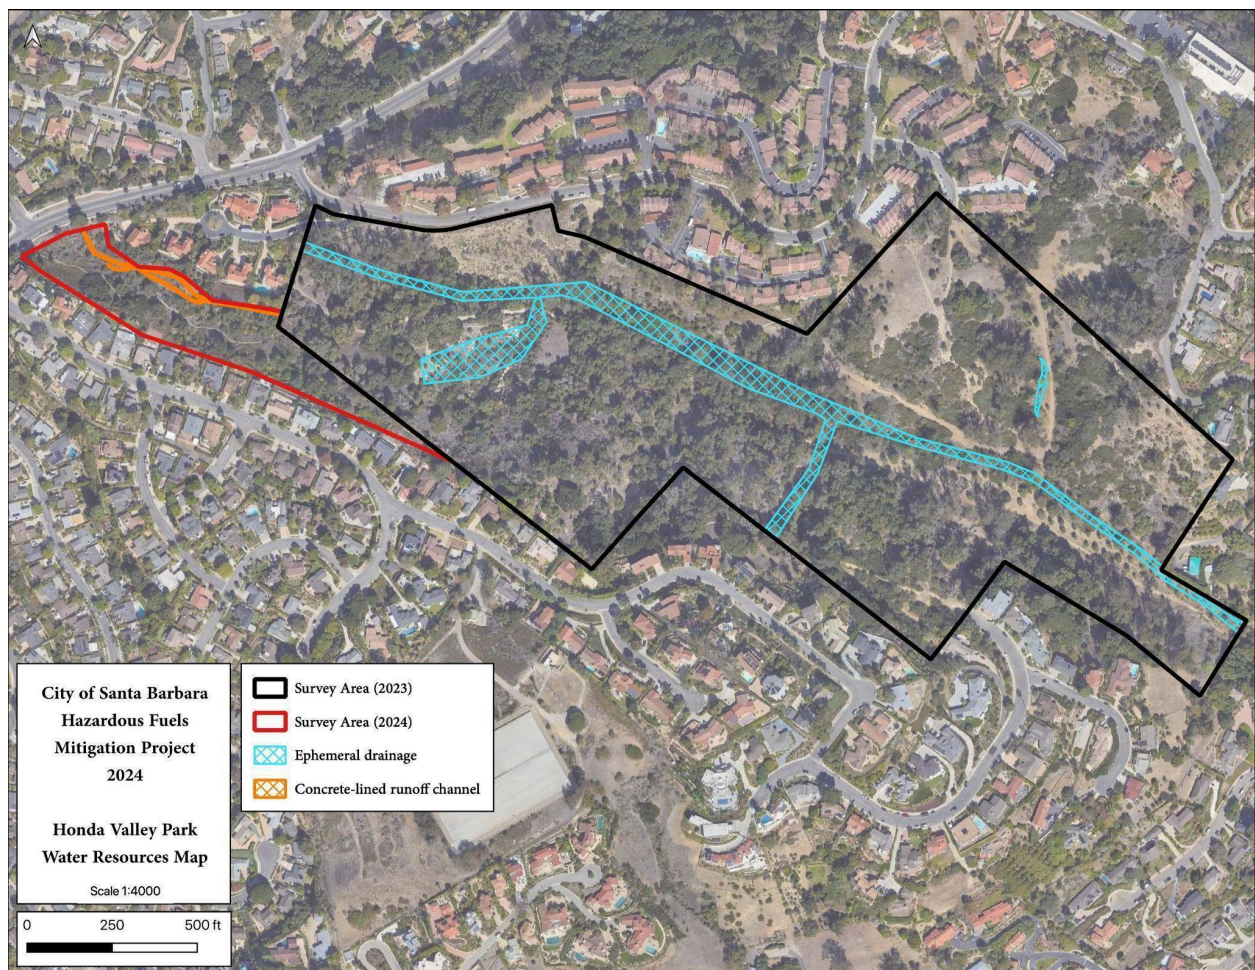 City of Santa Barbara
Hazardous Fuels
Mitigation Project
2024
Honda Valley Park
Water Resources Map
Scale 1:4000
0 250 500 ft
Survey Area (2023)
Survey Area (2024)
Ephemeral drainage
Concrete-lined runoff channel